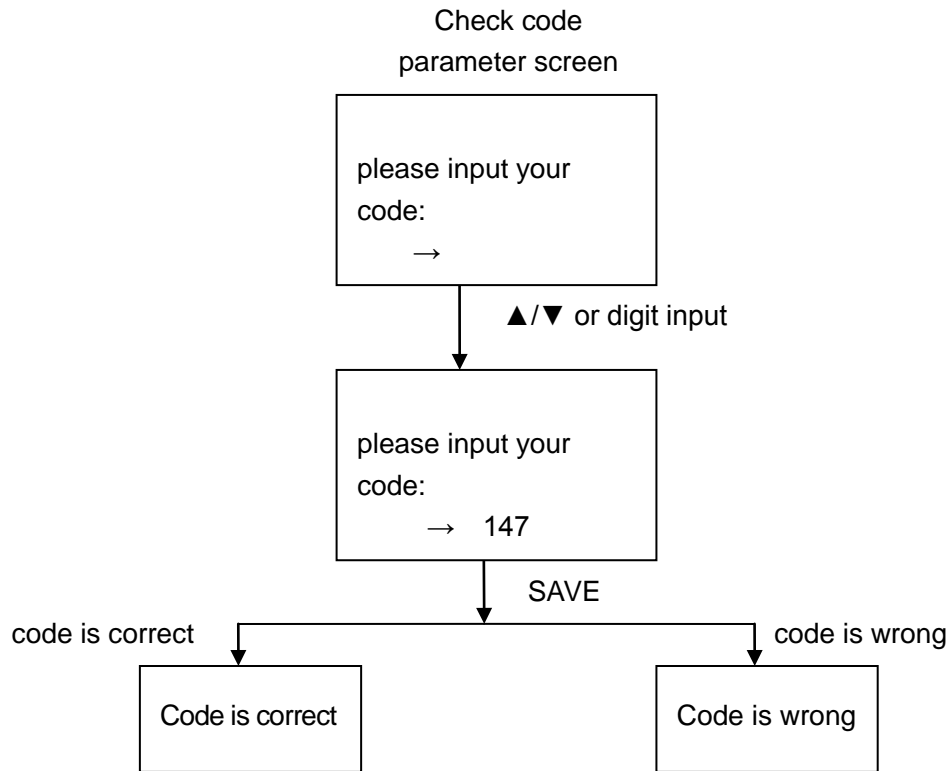 Check code
parameter screen
please input your
code:
→
▲/▼ or digit input
please input your
code:
→ 147
SAVE
code is correct
code is wrong
Code is correct
Code is wrong